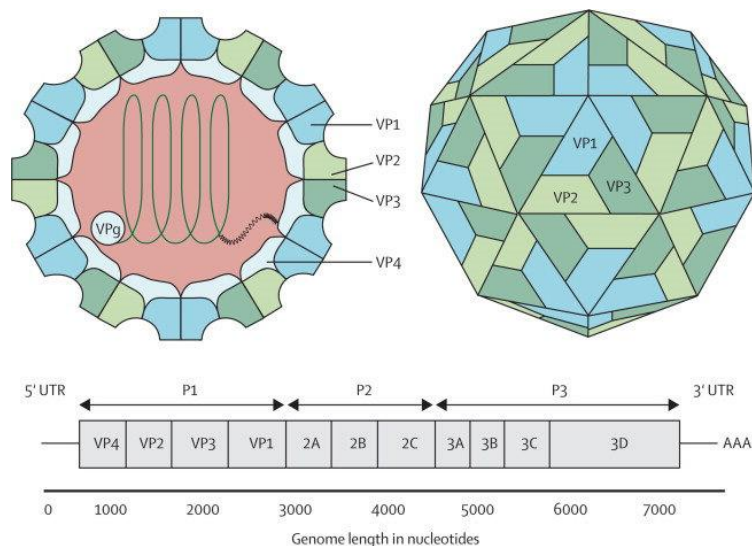 VP1
VP2
VP3
VPg
VP4
VP1
VP2
VP3
5' UTR
P1
P2
P3
3' UTR
VP4 VP2 VP3 VP1 2A 2B 2C 3A 3B 3C 3D
AAA
0 1000 2000 3000 4000 5000 6000 7000
Genome length in nucleotides